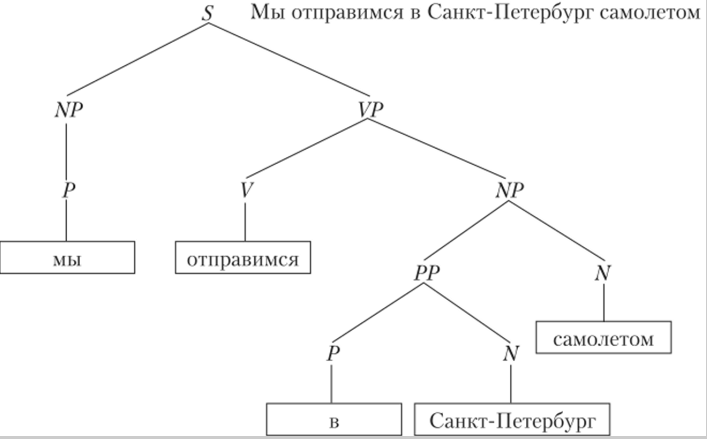 S Мы отправимся в Санкт-Петербург самолетом
NP VP
P V NP
мы отправимся PP N
самолетом
P N
в Санкт-Петербург